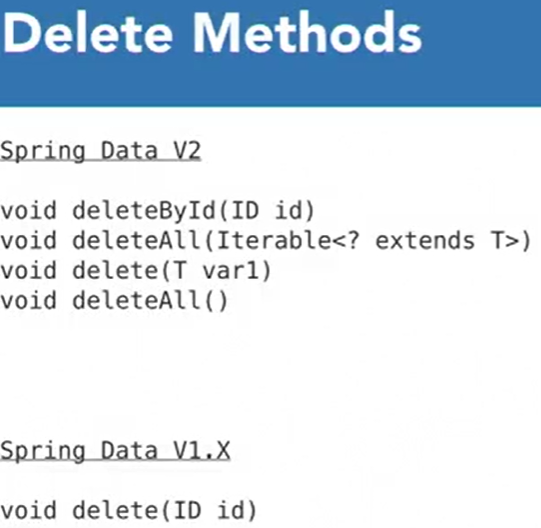 Delete Methods
Spring Data V2
void deleteById(ID id)
void deleteAll(Iterable<? extends T>)
void delete(T var1)
void deleteAll()
Spring Data V1.X
void delete(ID id)